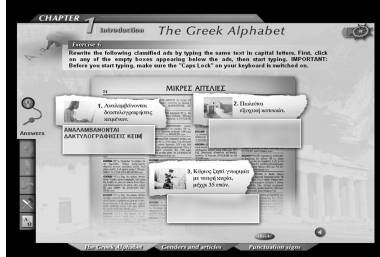 CHAPTER 1 Introduction The Greek Alphabet
Exercise 6
Rewrite the following classified ads by typing the same text in capital letters. First, click
on any of the empty boxes appearing below the ads, then start typing. IMPORTANT:
Before you start typing, make sure the "Caps Lock" on your keyboard is switched on.
24
ΜΙΚΡΕΣ ΑΓΓΕΛΙΕΣ
1. Αναλαμβάνονται
δακτυλογραφήσεις
κειμένων.
2. Πωλείται
εξοχική κατοικία.
Answers
ΑΝΑΛΑΜΒΑΝΟΝΤΑΙ
ΔΑΚΤΥΛΟΓΡΑΦΗΣΕΙΣ ΚΕΙΜ
3. Κύριος ζητά γνωριμία
με νεαρή κυρία,
μέχρι 35 ετών.
The Greek Alphabet
Genders and articles
Punctuation signs